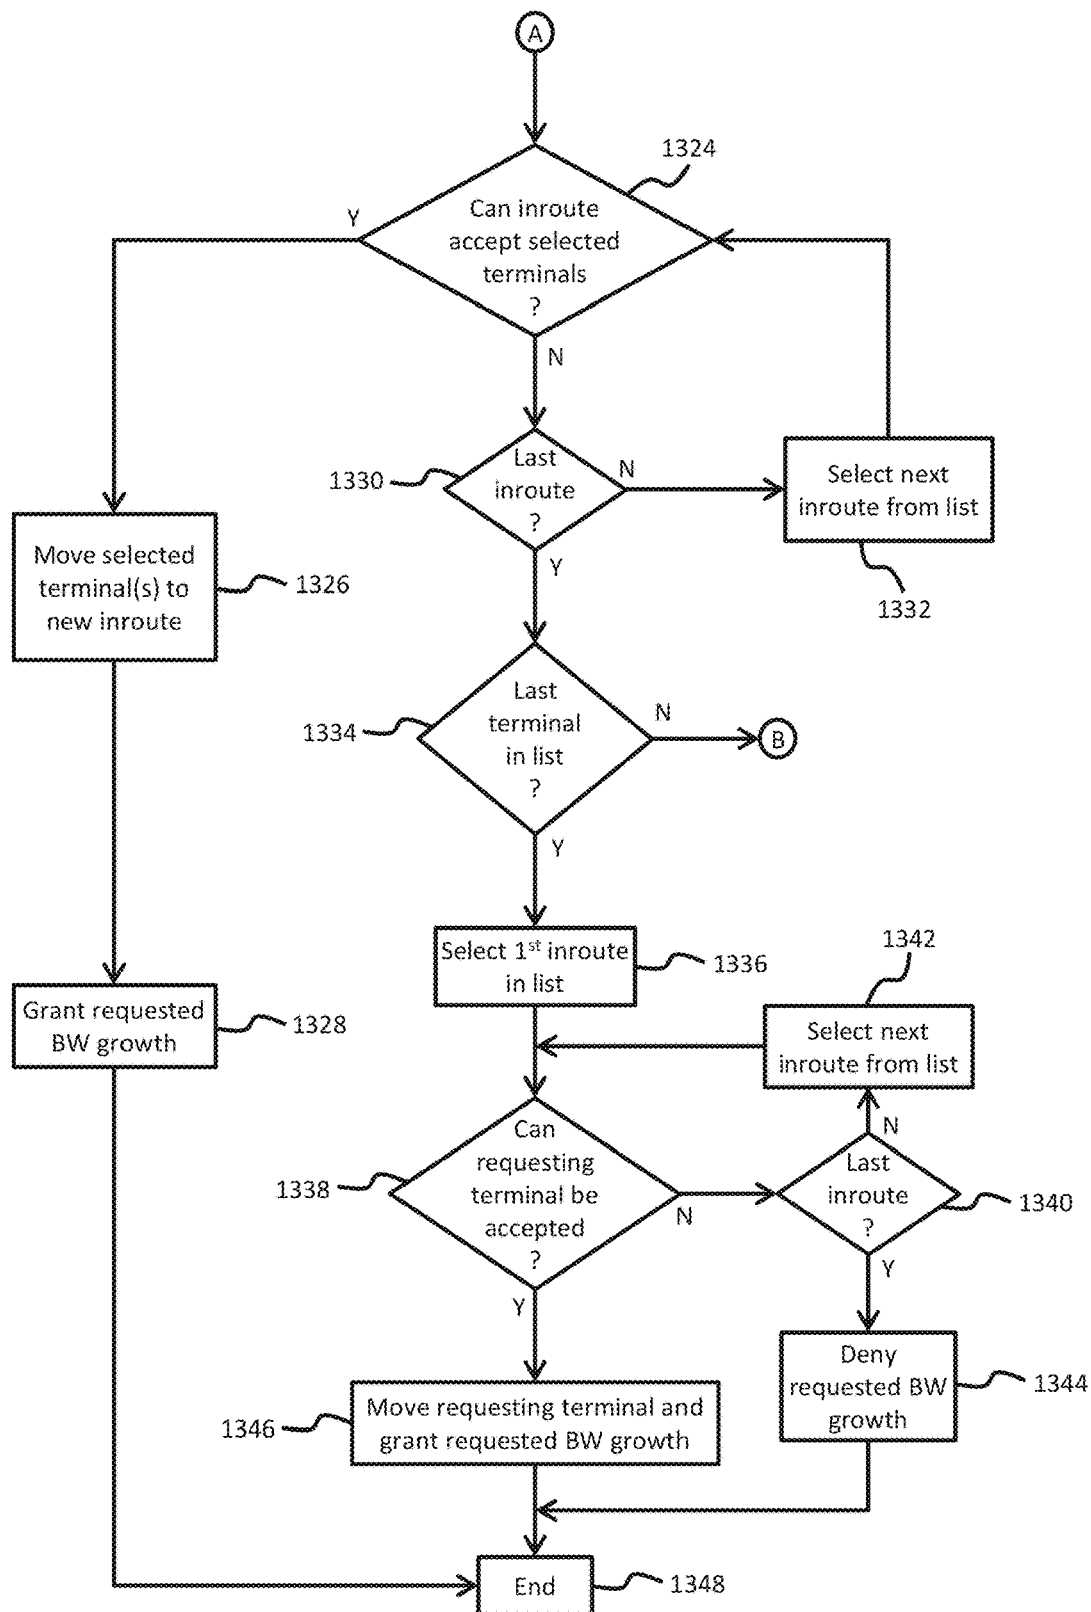 A
1324
Can inroute
accept selected
terminals
?
Y
N
Last
inroute
?
1330
N
Y
Select next
inroute from list
1332
Move selected
terminal(s) to
new inroute
1326
Last
terminal
in list
?
1334
N
B
Y
Select 1st inroute
in list
1336
1342
Select next
inroute from list
Grant requested
BW growth
1328
Can
requesting
terminal be
accepted
?
1338
N
N
Last
inroute
?
1340
Y
Y
Deny
requested BW
growth
1344
Move requesting terminal and
grant requested BW growth
1346
End
1348